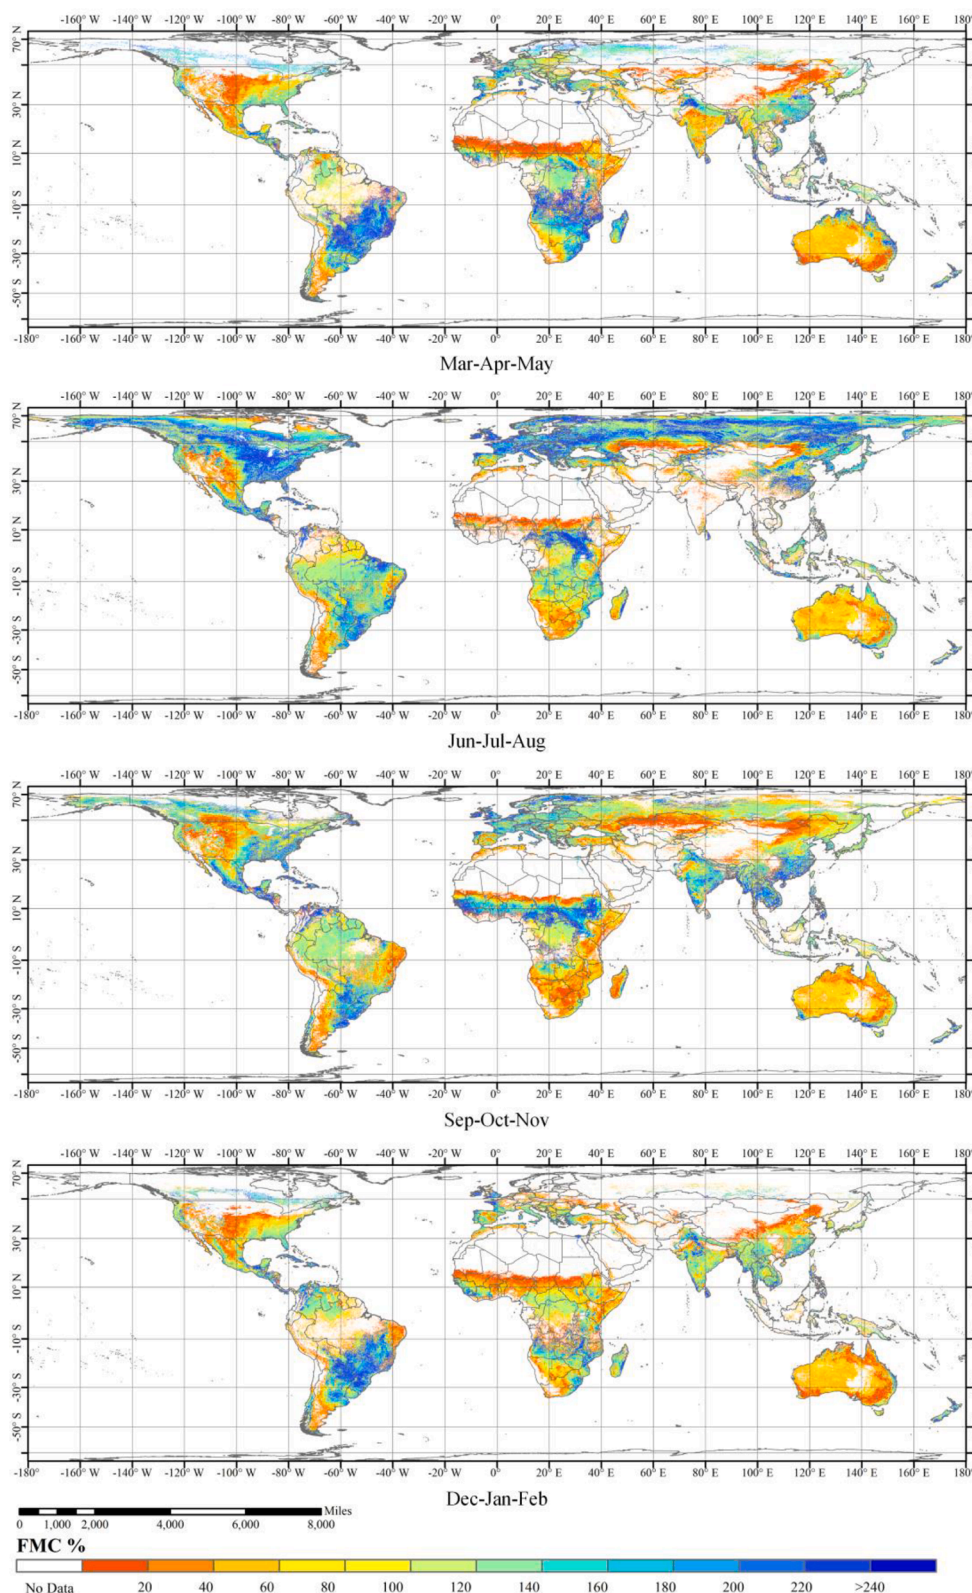 -160° W -140° W -120° W -100° W -80° W -60° W -40° W -20° W 0° 20° E 40° E 60° E 80° E 100° E 120° E 140° E 160° E 180°
70° N
30° N
10° N
-10° S
-30° S
-50° S
-180° -160° W -140° W -120° W -100° W -80° W -60° W -40° W -20° W 0° 20° E 40° E 60° E 80° E 100° E 120° E 140° E 160° E 180°
Mar-Apr-May
-160° W -140° W -120° W -100° W -80° W -60° W -40° W -20° W 0° 20° E 40° E 60° E 80° E 100° E 120° E 140° E 160° E 180°
70° N
30° N
10° N
-10° S
-30° S
-50° S
-180° -160° W -140° W -120° W -100° W -80° W -60° W -40° W -20° W 0° 20° E 40° E 60° E 80° E 100° E 120° E 140° E 160° E 180°
Jun-Jul-Aug
-160° W -140° W -120° W -100° W -80° W -60° W -40° W -20° W 0° 20° E 40° E 60° E 80° E 100° E 120° E 140° E 160° E 180°
70° N
30° N
10° N
-10° S
-30° S
-50° S
-180° -160° W -140° W -120° W -100° W -80° W -60° W -40° W -20° W 0° 20° E 40° E 60° E 80° E 100° E 120° E 140° E 160° E 180°
Sep-Oct-Nov
-160° W -140° W -120° W -100° W -80° W -60° W -40° W -20° W 0° 20° E 40° E 60° E 80° E 100° E 120° E 140° E 160° E 180°
70° N
30° N
10° N
-10° S
-30° S
-50° S
-180° -160° W -140° W -120° W -100° W -80° W -60° W -40° W -20° W 0° 20° E 40° E 60° E 80° E 100° E 120° E 140° E 160° E 180°
Dec-Jan-Feb
Miles
0 1,000 2,000 4,000 6,000 8,000
FMC %
No Data 20 40 60 80 100 120 140 160 180 200 220 >240